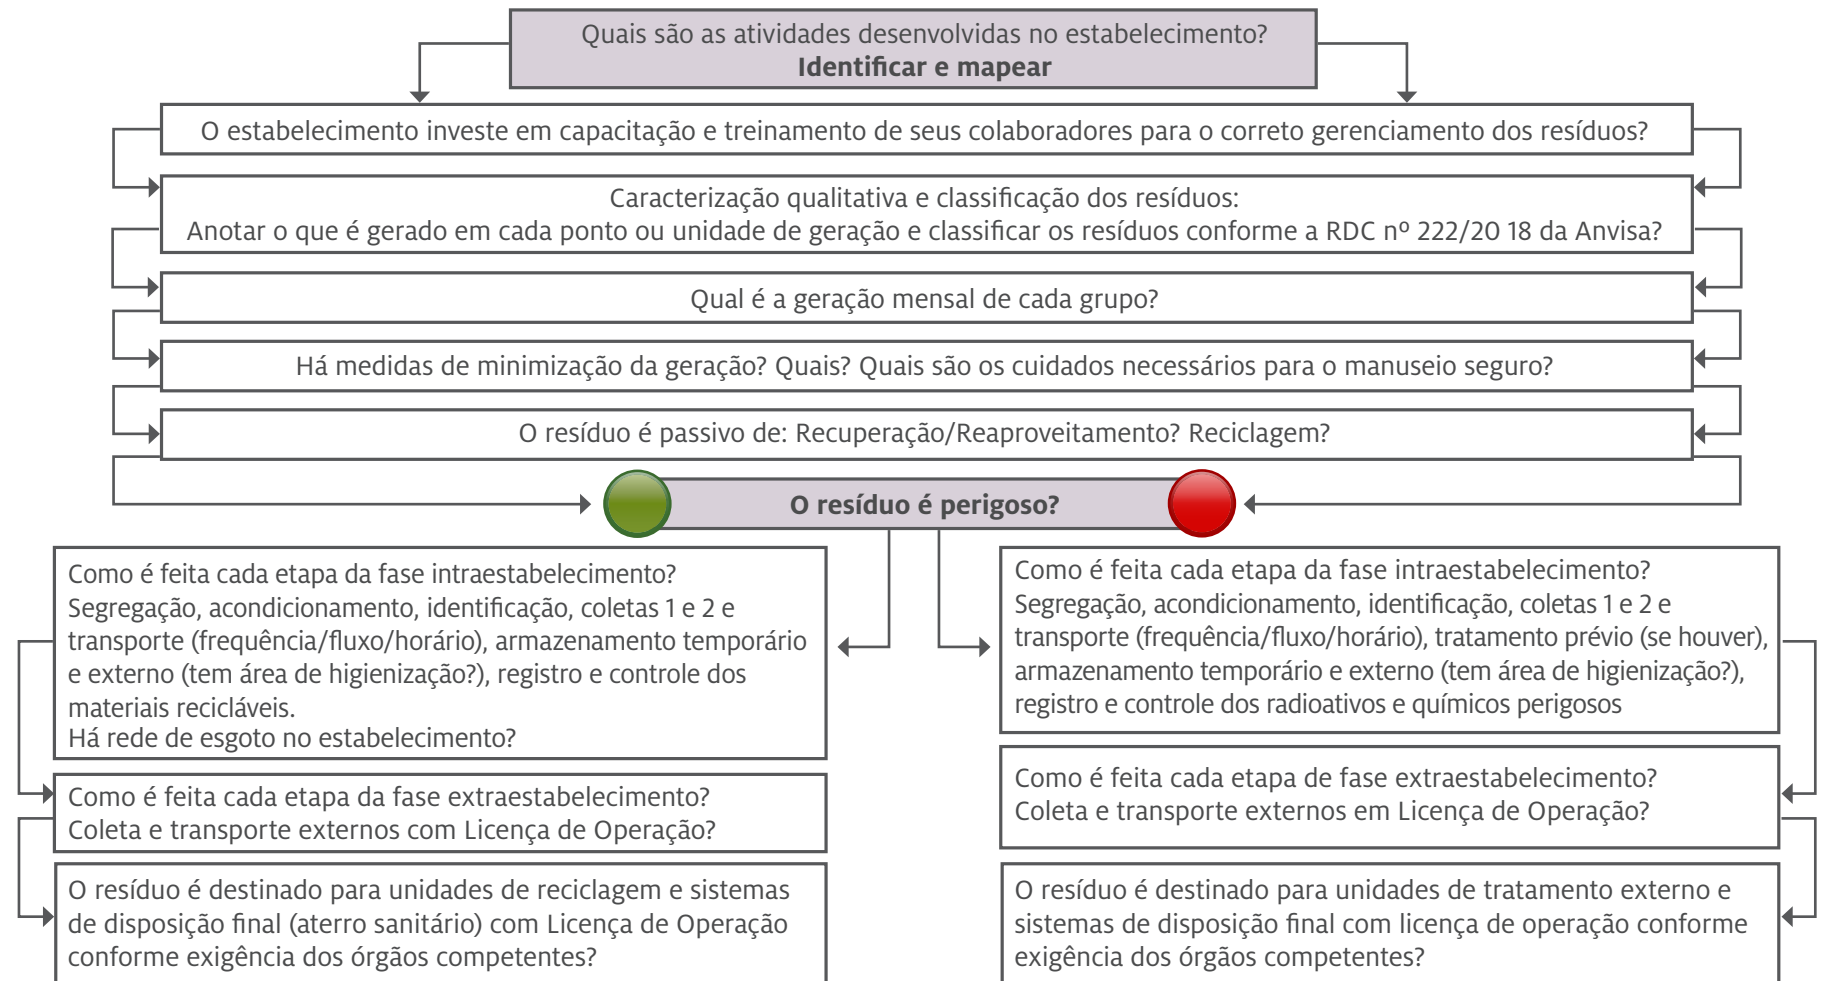 Quais são as atividades desenvolvidas no estabelecimento?
Identificar e mapear
O estabelecimento investe em capacitação e treinamento de seus colaboradores para o correto gerenciamento dos resíduos?
Caracterização qualitativa e classificação dos resíduos:
Anotar o que é gerado em cada ponto ou unidade de geração e classificar os resíduos conforme a RDC nº 222/20 18 da Anvisa?
Qual é a geração mensal de cada grupo?
Há medidas de minimização da geração? Quais? Quais são os cuidados necessários para o manuseio seguro?
O resíduo é passivo de: Recuperação/Reaproveitamento? Reciclagem?
O resíduo é perigoso?
Como é feita cada etapa da fase intraestabelecimento?
Segregação, acondicionamento, identificação, coletas 1 e 2 e
transporte (frequência/fluxo/horário), armazenamento temporário
e externo (tem área de higienização?), registro e controle dos
materiais recicláveis.
Há rede de esgoto no estabelecimento?
Como é feita cada etapa da fase extraestabelecimento?
Coleta e transporte externos com Licença de Operação?
O resíduo é destinado para unidades de reciclagem e sistemas
de disposição final (aterro sanitário) com Licença de Operação
conforme exigência dos órgãos competentes?
Como é feita cada etapa da fase intraestabelecimento?
Segregação, acondicionamento, identificação, coletas 1 e 2 e
transporte (frequência/fluxo/horário), tratamento prévio (se houver),
armazenamento temporário e externo (tem área de higienização?),
registro e controle dos radioativos e químicos perigosos
Como é feita cada etapa de fase extraestabelecimento?
Coleta e transporte externos em Licença de Operação?
O resíduo é destinado para unidades de tratamento externo e
sistemas de disposição final com licença de operação conforme
exigência dos órgãos competentes?